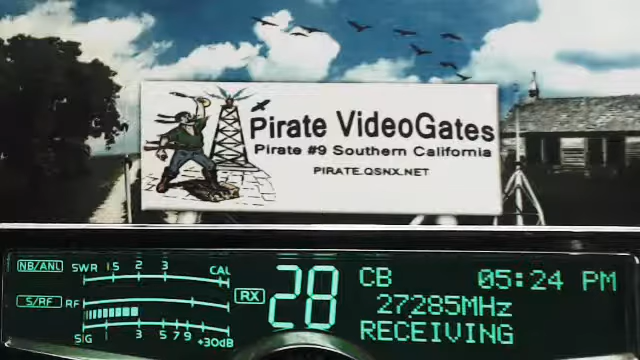 Pirate VideoGates
Pirate #9 Southern California
PIRATE.QSNX.NET
NB/ANL SWR 1.5 2 3 CAL
S/RF RF
SIG 3 5 7 9 +30dB
RX 28
CB 05:24 PM
27285MHz
RECEIVING